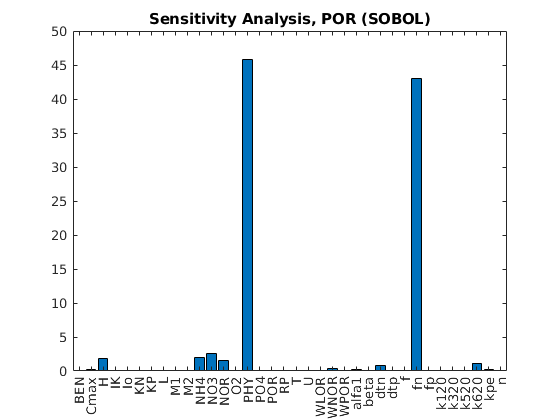 Sensitivity Analysis, POR (SOBOL)
50
45
40
35
30
25
20
15
10
5
0
BEN
Cmax
H
IK
Io
KN
KP
L
M1
M2
NH4
NO3
NOR
O2
PHY
PO4
POR
RP
T
U
WLOR
WNOR
WPOR
alfa1
beta
dtn
dtp
f
fn
fp
k120
k320
k520
k620
kpe
n